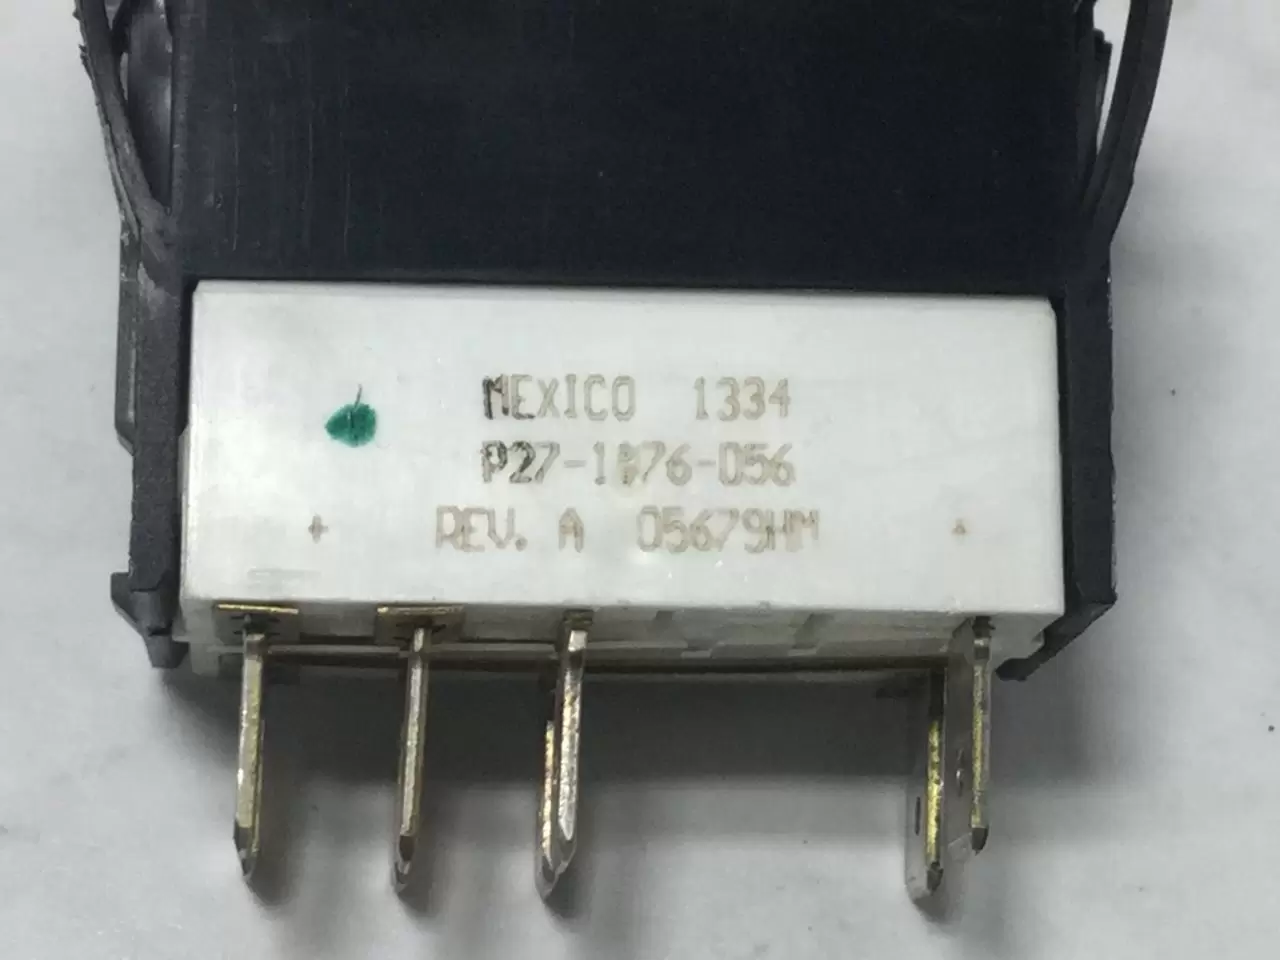 MEXICO 1334
P27-1076-056
REV. A 05679HM